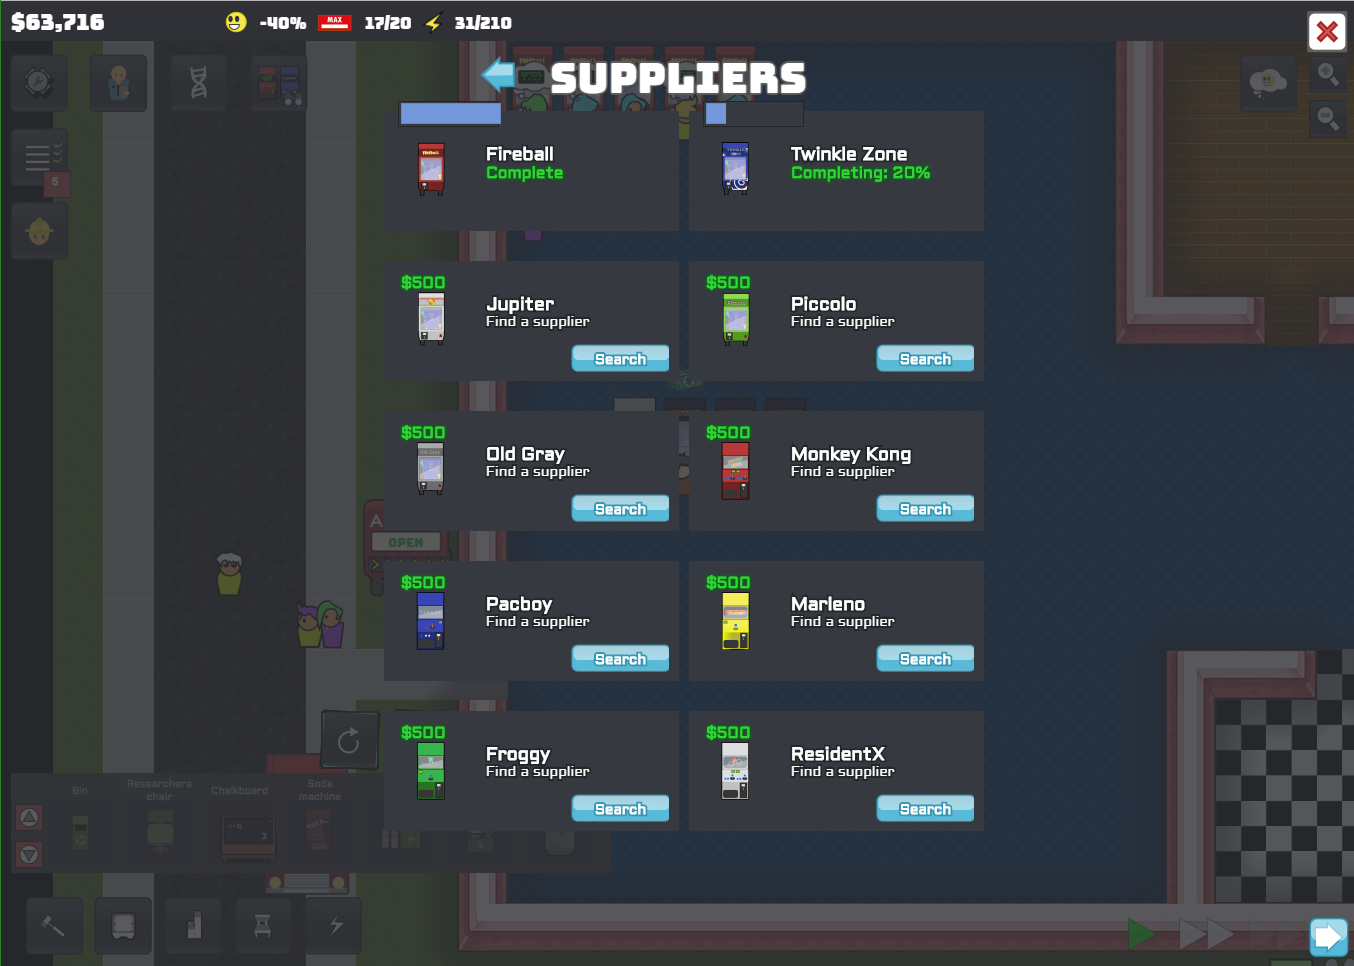 $63,716
-40%
MAX
17/20
31/210
SUPPLIERS
Fireball
Complete
Twinkle Zone
Completing: 20%
5
$500
Jupiter
Find a supplier
Search
$500
Piccolo
Find a supplier
Search
$500
Old Gray
Find a supplier
Search
$500
Monkey Kong
Find a supplier
Search
A
OPEN
$500
Pacboy
Find a supplier
Search
$500
Marleno
Find a supplier
Search
$500
Froggy
Find a supplier
Search
$500
ResidentX
Find a supplier
Search
Bin
Researchers
chair
Chalkboard
Soda
machine